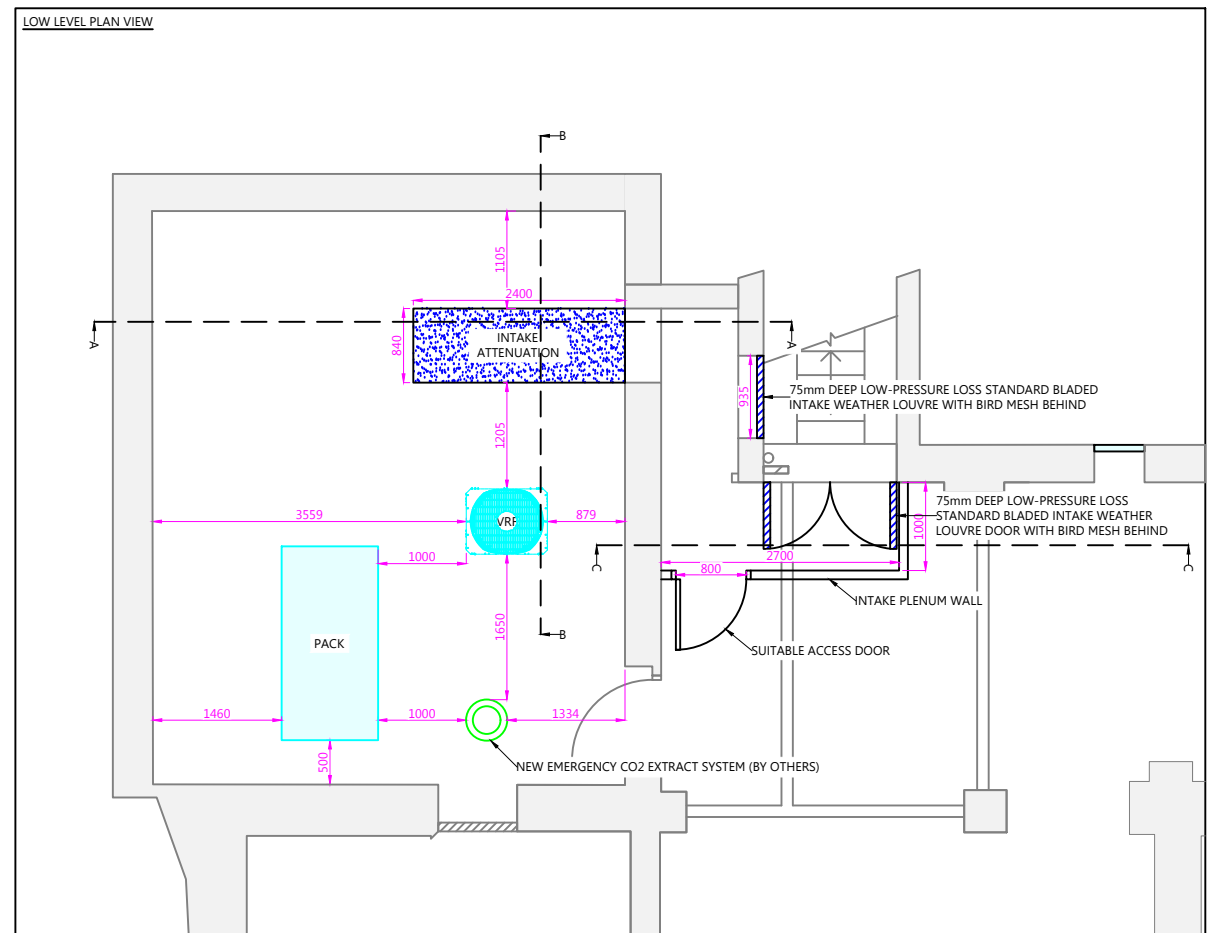 LOW LEVEL PLAN VIEW
B
1105
2400
A
A
840
INTAKE
ATTENUATION
935
75mm DEEP LOW-PRESSURE LOSS STANDARD BLADED
INTAKE WEATHER LOUVRE WITH BIRD MESH BEHIND
1205
75mm DEEP LOW-PRESSURE LOSS
STANDARD BLADED INTAKE WEATHER
LOUVRE DOOR WITH BIRD MESH BEHIND
1000
3559
VRF
879
C
C
1000
2700
800
INTAKE PLENUM WALL
1650
B
PACK
SUITABLE ACCESS DOOR
1460
1000
1334
500
NEW EMERGENCY CO2 EXTRACT SYSTEM (BY OTHERS)